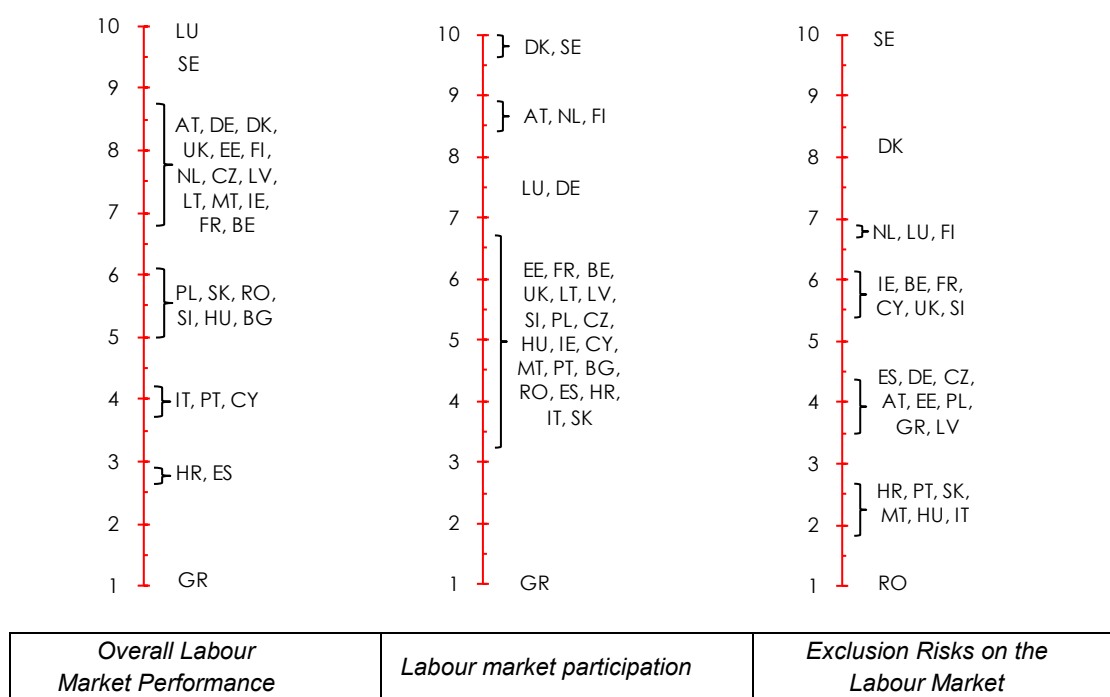 10
LU
SE
9
AT, DE, DK,
8
UK, EE, FI,
NL, CZ, LV,
LT, MT, IE,
7
FR, BE
6
PL, SK, RO,
SI, HU, BG
5
4
IT, PT, CY
3
HR, ES
2
1
GR
10
DK, SE
9
AT, NL, FI
8
LU, DE
7
6
EE, FR, BE,
UK, LT, LV,
SI, PL, CZ,
5
HU, IE, CY,
MT, PT, BG,
4
RO, ES, HR,
IT, SK
3
2
1
GR
10
SE
9
8
DK
7
NL, LU, FI
6
IE, BE, FR,
CY, UK, SI
5
ES, DE, CZ,
4
AT, EE, PL,
GR, LV
3
HR, PT, SK,
2
MT, HU, IT
1
RO
Overall Labour
Market Performance
Labour market participation
Exclusion Risks on the
Labour Market